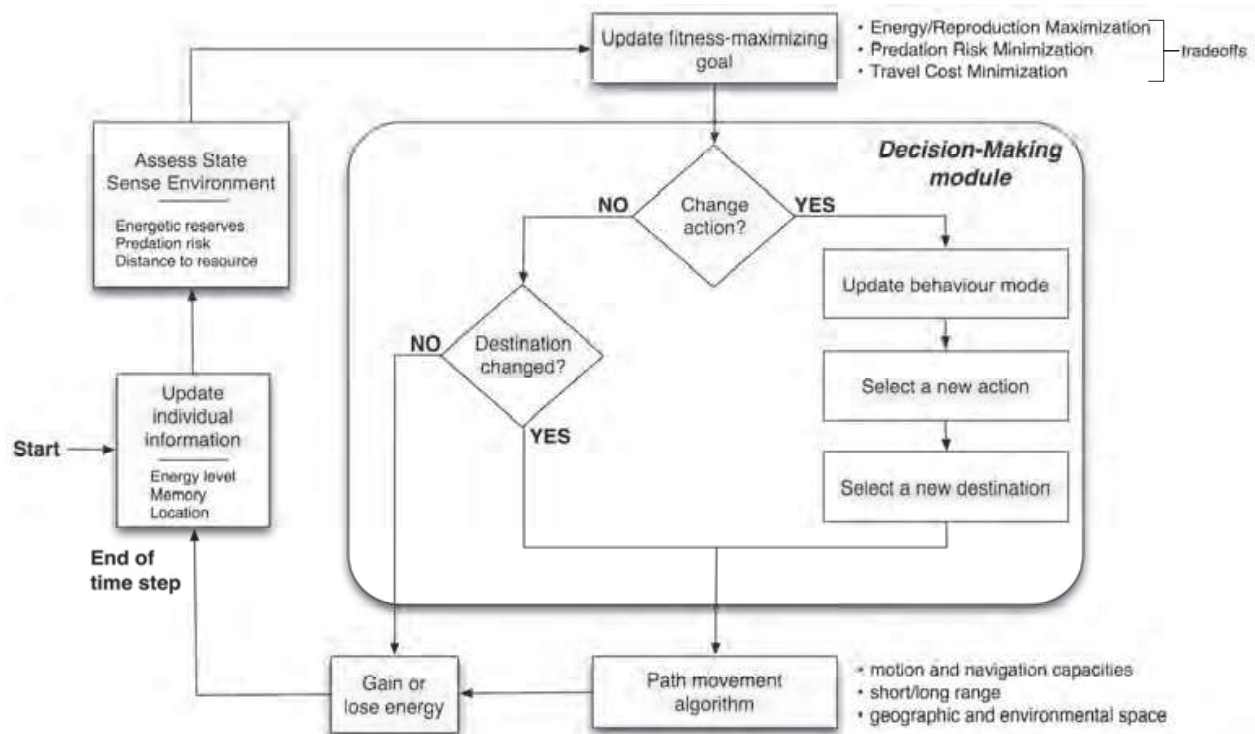 Update fitness-maximizing
goal
• Energy/Reproduction Maximization
• Predation Risk Minimization
• Travel Cost Minimization
tradeoffs
Assess State
Sense Environment
Energetic reserves
Predation risk
Distance to resource
Decision-Making
module
NO
Change
action?
YES
Update behaviour mode
NO
Destination
changed?
Select a new action
YES
Select a new destination
Start
Update
individual
information
Energy level
Memory
Location
End of
time step
Gain or
lose energy
Path movement
algorithm
• motion and navigation capacities
• short/long range
• geographic and environmental space